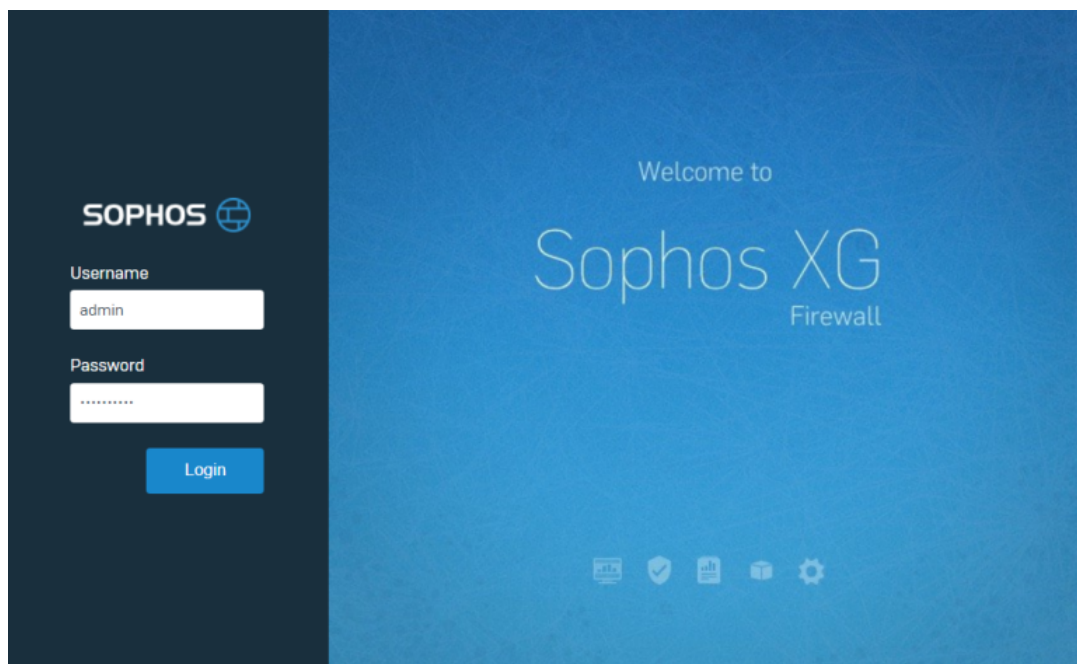 SOPHOS
Username
admin
Password
..........
Login
Welcome to
Sophos XG
Firewall